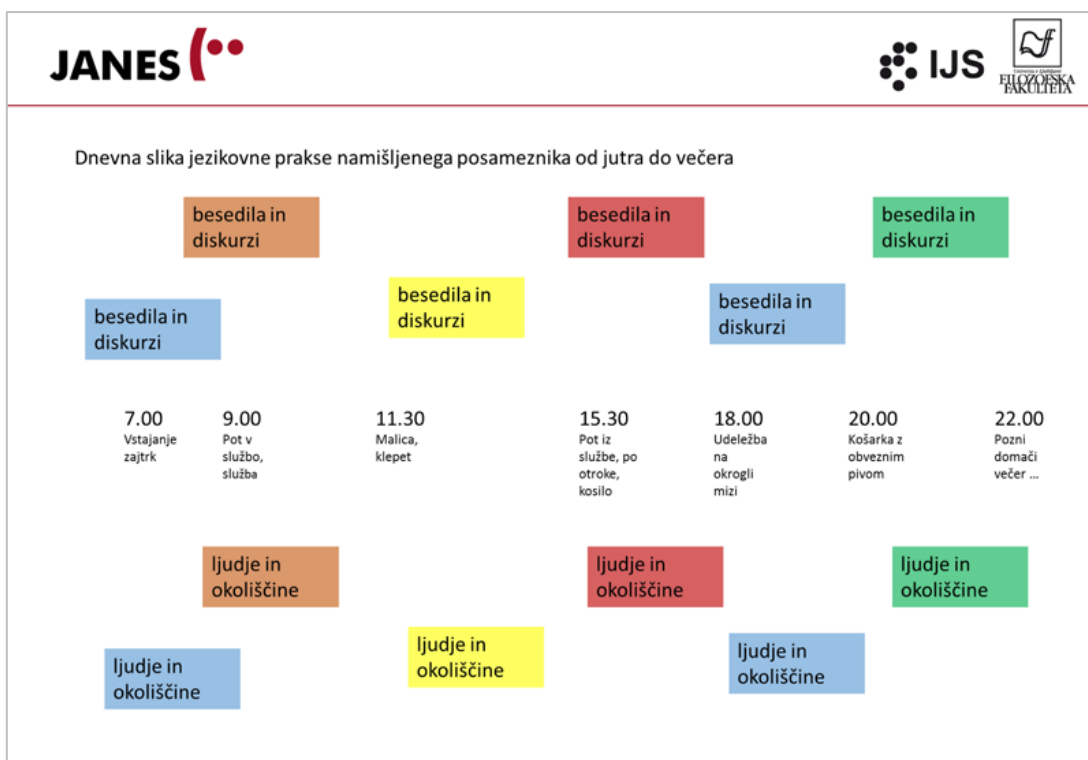 JANES
IJS
Univerza v Ljubljani
FILOZOFSKA
FAKULTETA
Dnevna slika jezikovne prakse namišljenega posameznika od jutra do večera
besedila in
diskurzi
besedila in
diskurzi
besedila in
diskurzi
besedila in
diskurzi
besedila in
diskurzi
besedila in
diskurzi
7.00
Vstajanje
zajtrk
9.00
Pot v
službo,
služba
11.30
Malica,
klepet
15.30
Pot iz
službe, po
otroke,
kosilo
18.00
Udeležba
na
okrogli
mizi
20.00
Košarka z
obveznim
pivom
22.00
Pozni
domači
večer ...
ljudje in
okoliščine
ljudje in
okoliščine
ljudje in
okoliščine
ljudje in
okoliščine
ljudje in
okoliščine
ljudje in
okoliščine